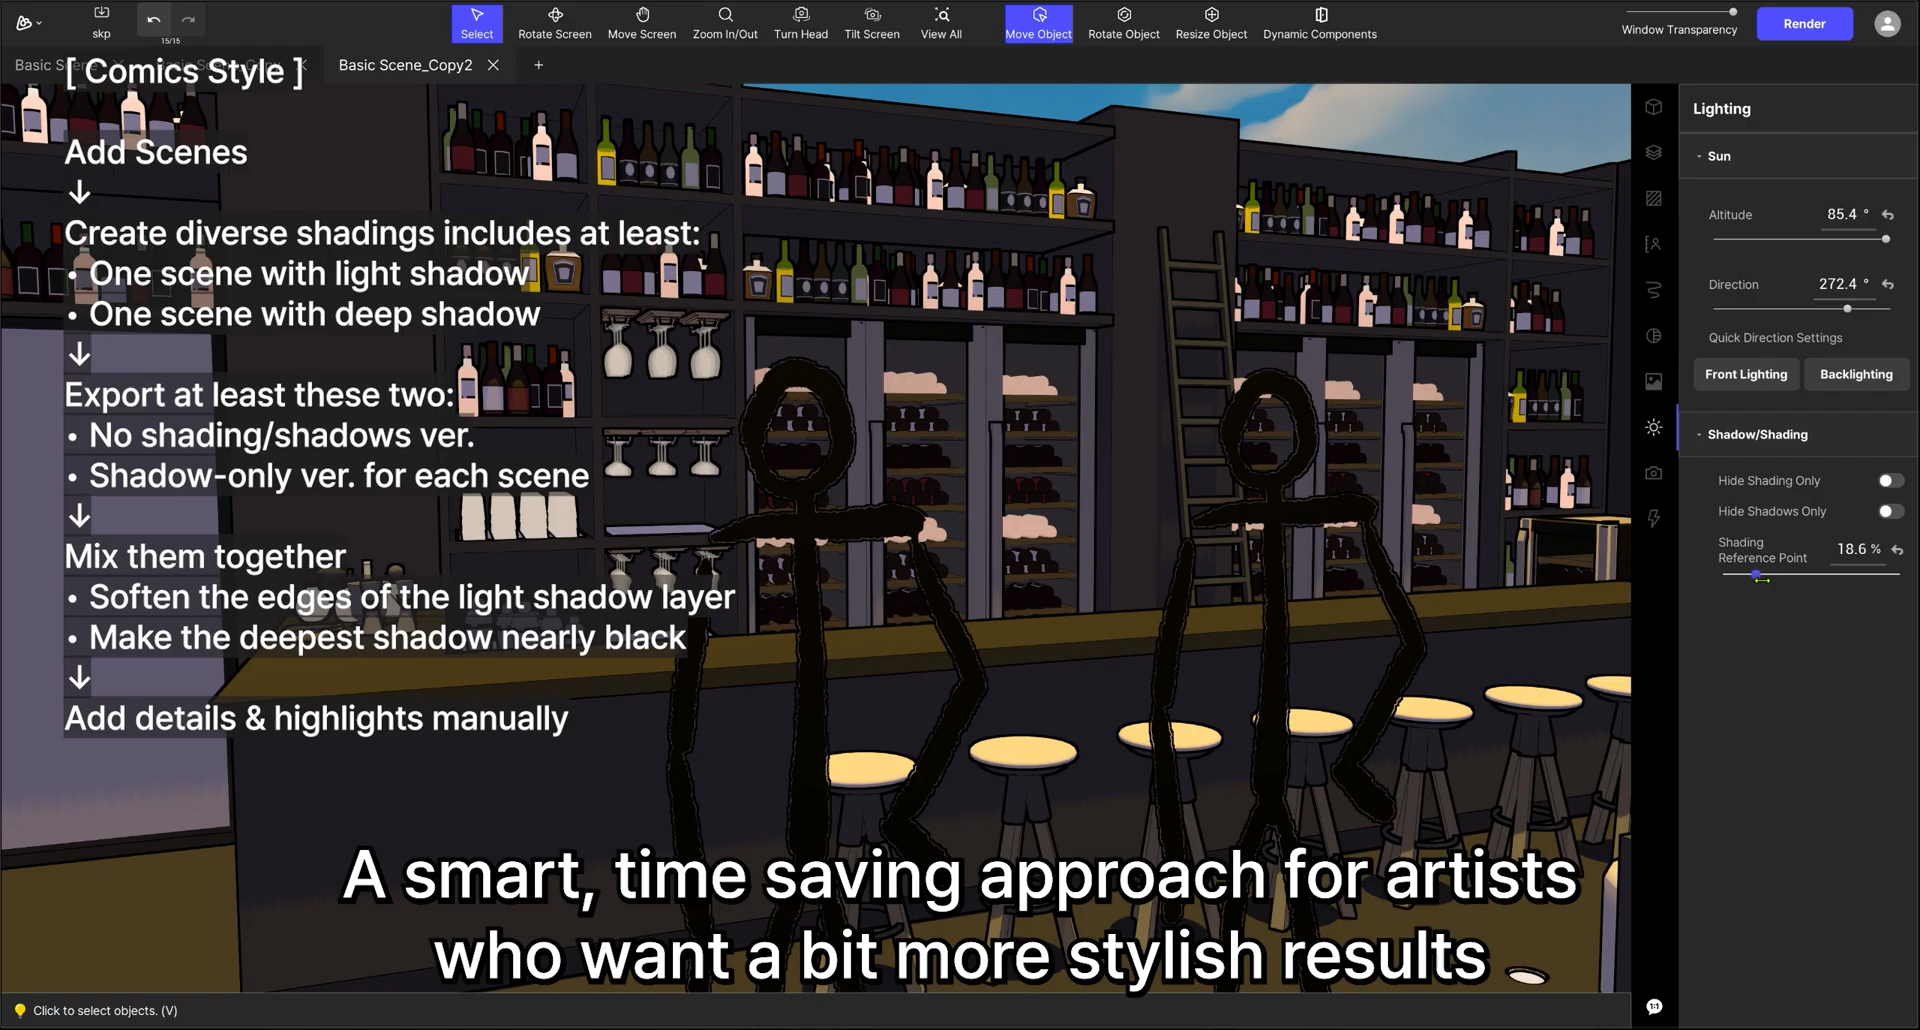 skp
15/15
Select
Rotate Screen
Move Screen
Zoom In/Out
Turn Head
Tilt Screen
View All
Move Object
Rotate Object
Resize Object
Dynamic Components
Window Transparency
Render
Basic Scene_Copy2
[ Comics Style ]
Add Scenes
↓
Create diverse shadings includes at least:
• One scene with light shadow
• One scene with deep shadow
↓
Export at least these two:
• No shading/shadows ver.
• Shadow-only ver. for each scene
↓
Mix them together
• Soften the edges of the light shadow layer
• Make the deepest shadow nearly black
↓
Add details & highlights manually
A smart, time saving approach for artists
who want a bit more stylish results
Lighting
Sun
Altitude 85.4 °
Direction 272.4 °
Quick Direction Settings
Front Lighting Backlighting
Shadow/Shading
Hide Shading Only
Hide Shadows Only
Shading
Reference Point 18.6 %
1:1
Click to select objects. (V)